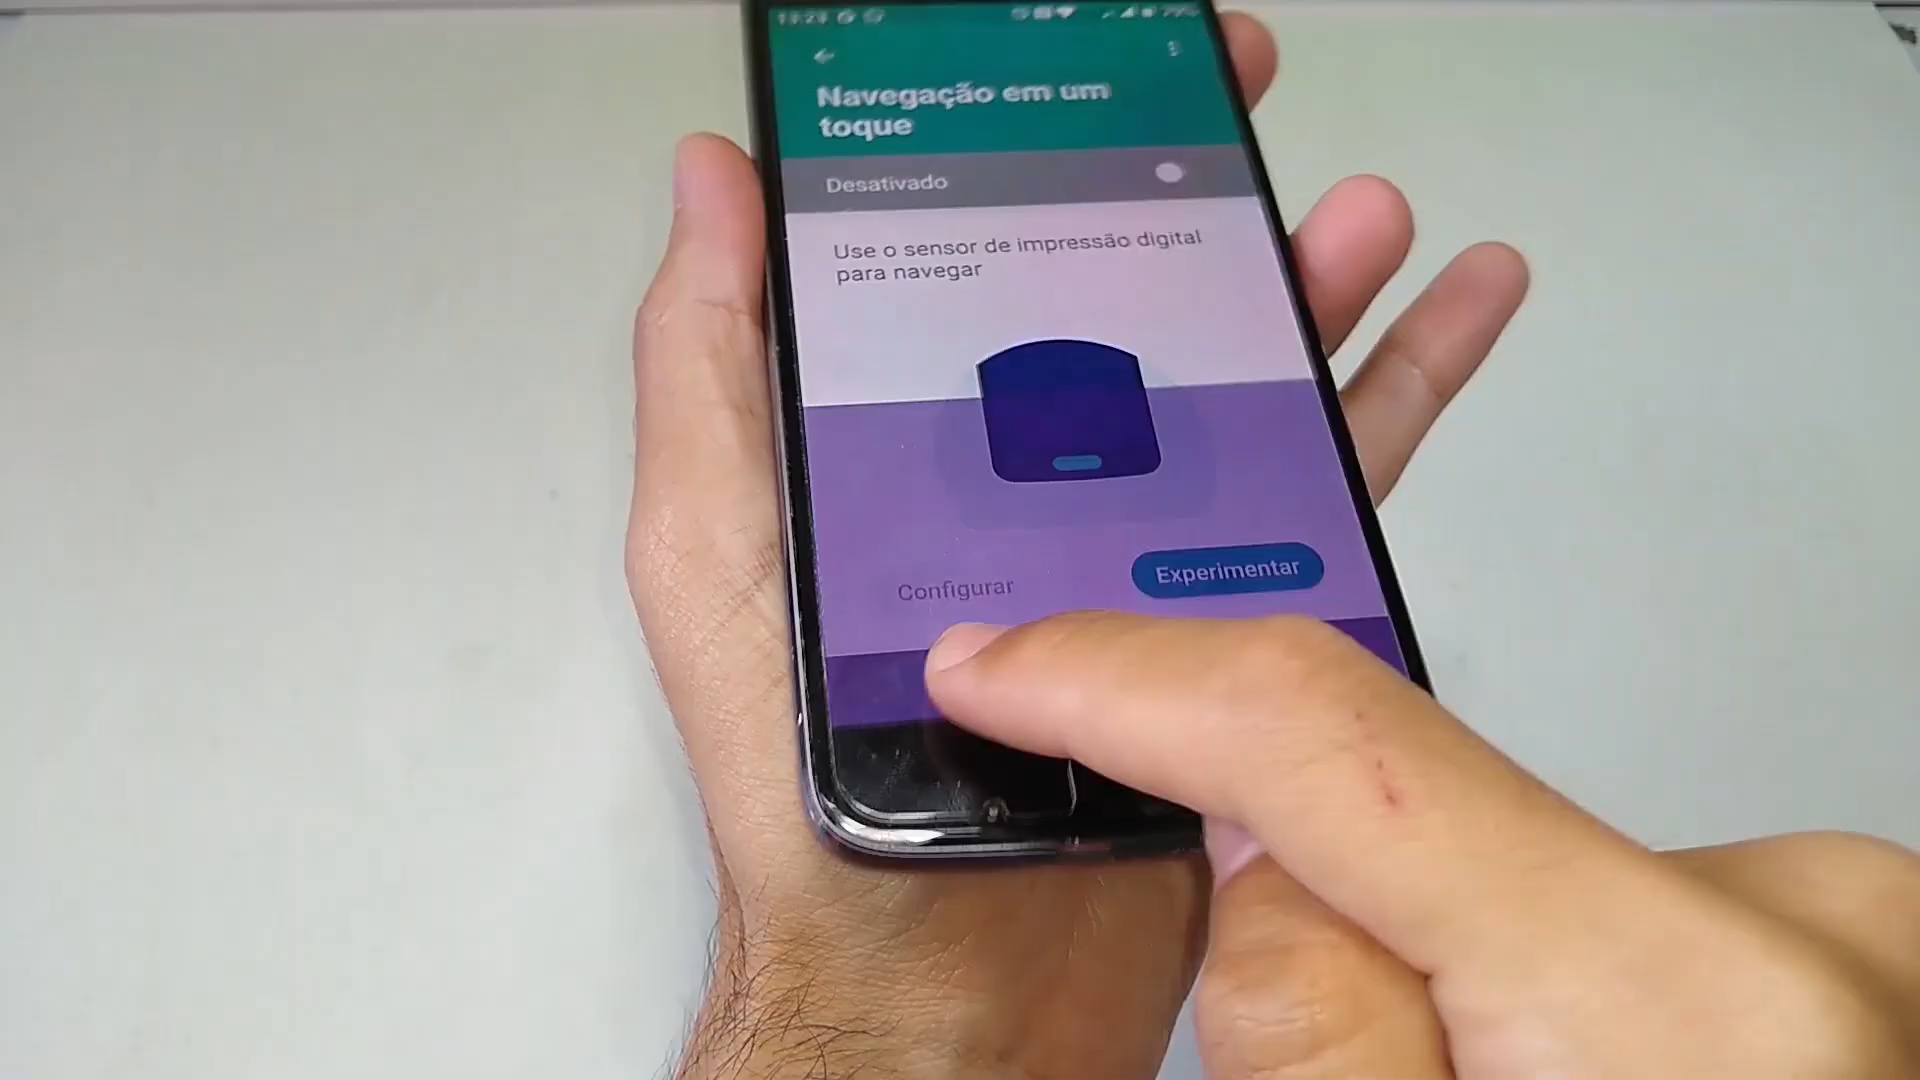 Navegação em um
toque
Desativado
Use o sensor de impressão digital
para navegar
Configurar
Experimentar